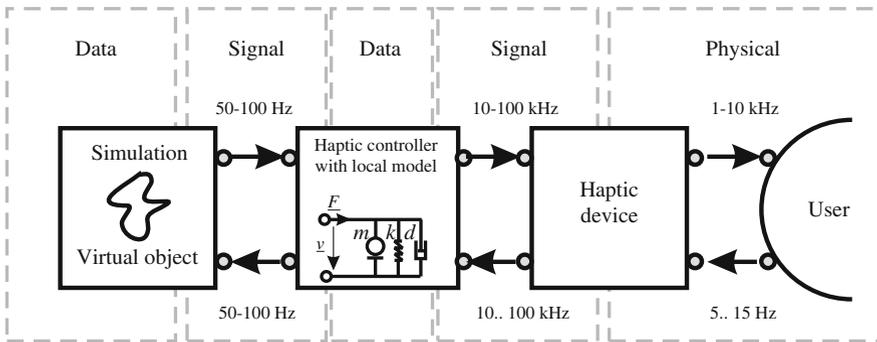 Data
Signal
Data
Signal
Physical
50-100 Hz
10-100 kHz
1-10 kHz
Simulation
Virtual object
Haptic controller
with local model
F
v
m
k
d
Haptic
device
User
50-100 Hz
10.. 100 kHz
5.. 15 Hz